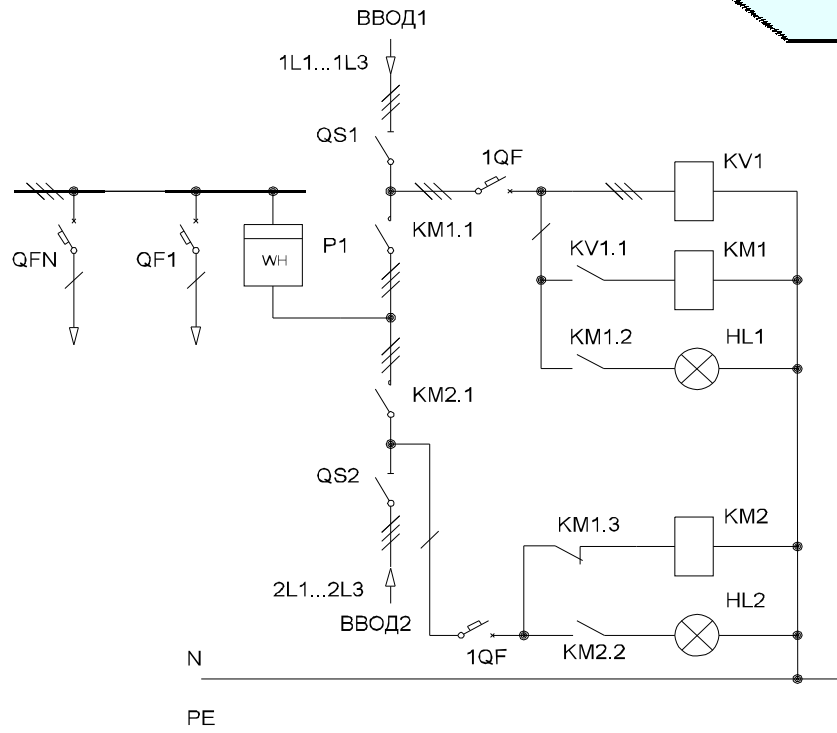 ВВОД1
1L1...1L3
QS1
1QF
KV1
QFN
QF1
WH
P1
KM1.1
KV1.1
KM1
KM1.2
HL1
KM2.1
QS2
KM1.3
KM2
2L1...2L3
HL2
ВВОД2
1QF
KM2.2
N
PE